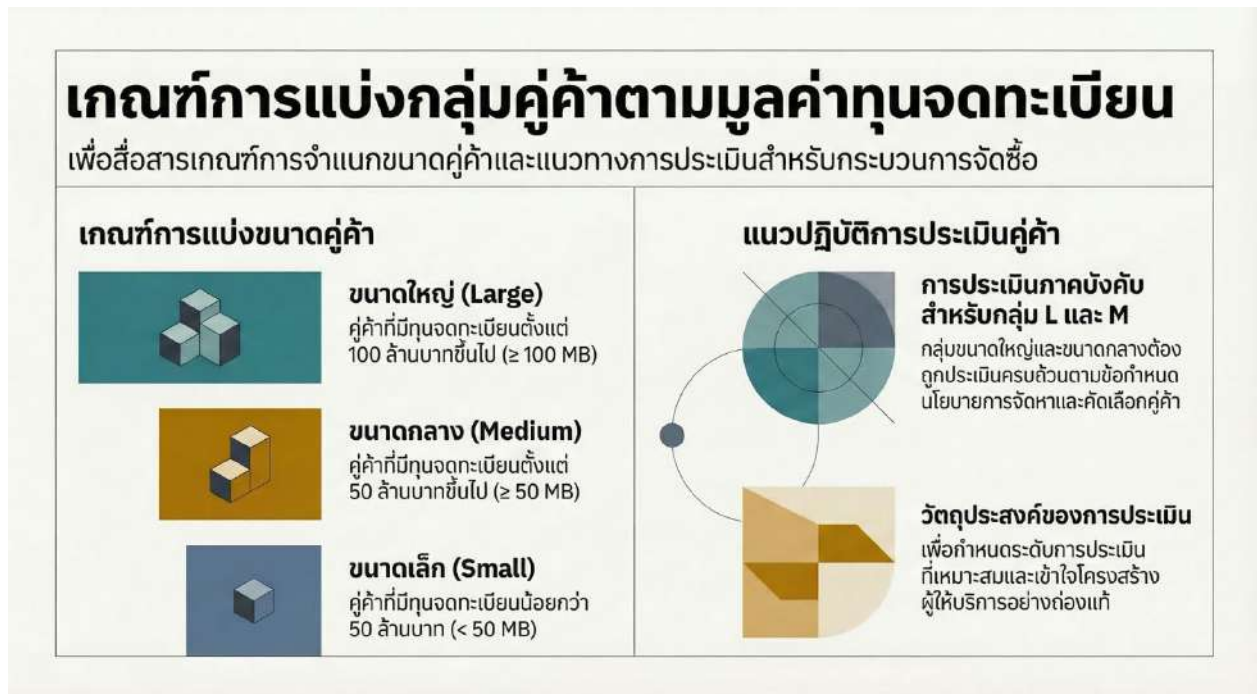 เกณฑ์การแบ่งกลุ่มคู่ค้าตามมูลค่าทุนจดทะเบียน
เพื่อสื่อสารเกณฑ์การจำแนกขนาดคู่ค้าและแนวทางการประเมินสำหรับกระบวนการจัดซื้อ
เกณฑ์การแบ่งขนาดคู่ค้า
ขนาดใหญ่ (Large)
คู่ค้าที่มีทุนจดทะเบียนตั้งแต่
100 ล้านบาทขึ้นไป (≥ 100 MB)
ขนาดกลาง (Medium)
คู่ค้าที่มีทุนจดทะเบียนตั้งแต่
50 ล้านบาทขึ้นไป (≥ 50 MB)
ขนาดเล็ก (Small)
คู่ค้าที่มีทุนจดทะเบียนน้อยกว่า
50 ล้านบาท (< 50 MB)
แนวปฏิบัติการประเมินคู่ค้า
การประเมินภาคบังคับ
สำหรับกลุ่ม L และ M
กลุ่มขนาดใหญ่และขนาดกลางต้อง
ถูกประเมินครบถ้วนตามข้อกำหนด
นโยบายการจัดหาและคัดเลือกคู่ค้า
วัตถุประสงค์ของการประเมิน
เพื่อกำหนดระดับการประเมิน
ที่เหมาะสมและเข้าใจโครงสร้าง
ผู้ให้บริการอย่างถ่องแท้